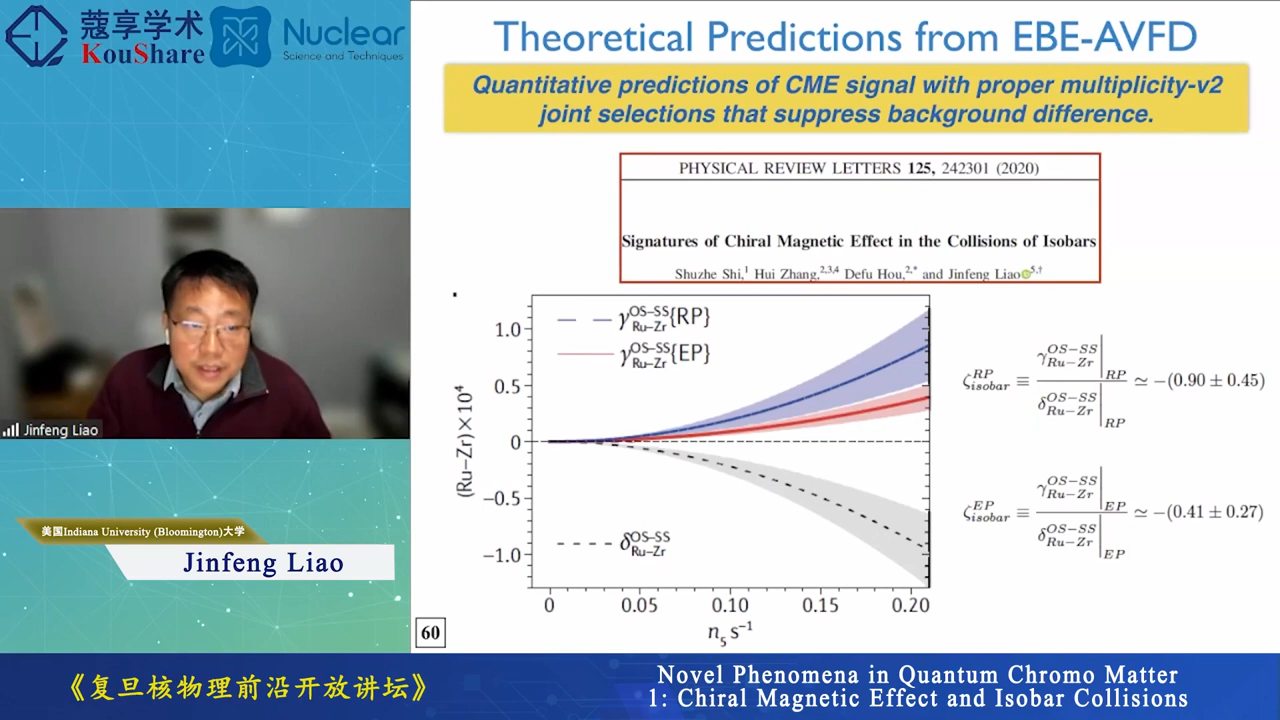 蔻享学术
KouShare
Nuclear
Science and Techniques
Theoretical Predictions from EBE-AVFD
Quantitative predictions of CME signal with proper multiplicity-v2
joint selections that suppress background difference.
PHYSICAL REVIEW LETTERS 125, 242301 (2020)
Signatures of Chiral Magnetic Effect in the Collisions of Isobars
Shuzhe Shi,¹ Hui Zhang,²,³,⁴ Defu Hou,²,* and Jinfeng Liao⁵,†
γ^{OS–SS}_{Ru–Zr}{RP}
γ^{OS–SS}_{Ru–Zr}{EP}
δ^{OS–SS}_{Ru–Zr}
(Ru–Zr)×10⁴
1.0
0.5
0
−0.5
−1.0
0 0.05 0.10 0.15 0.20
n₅ s⁻¹
ζ^{RP}_{isobar} ≡ γ^{OS−SS}_{Ru−Zr}|_{RP} / δ^{OS−SS}_{Ru−Zr}|_{RP} ≃ −(0.90 ± 0.45)
ζ^{EP}_{isobar} ≡ γ^{OS−SS}_{Ru−Zr}|_{EP} / δ^{OS−SS}_{Ru−Zr}|_{EP} ≃ −(0.41 ± 0.27)
60
Jinfeng Liao
美国Indiana University (Bloomington)大学
Jinfeng Liao
《复旦核物理前沿开放讲坛》
Novel Phenomena in Quantum Chromo Matter
1: Chiral Magnetic Effect and Isobar Collisions